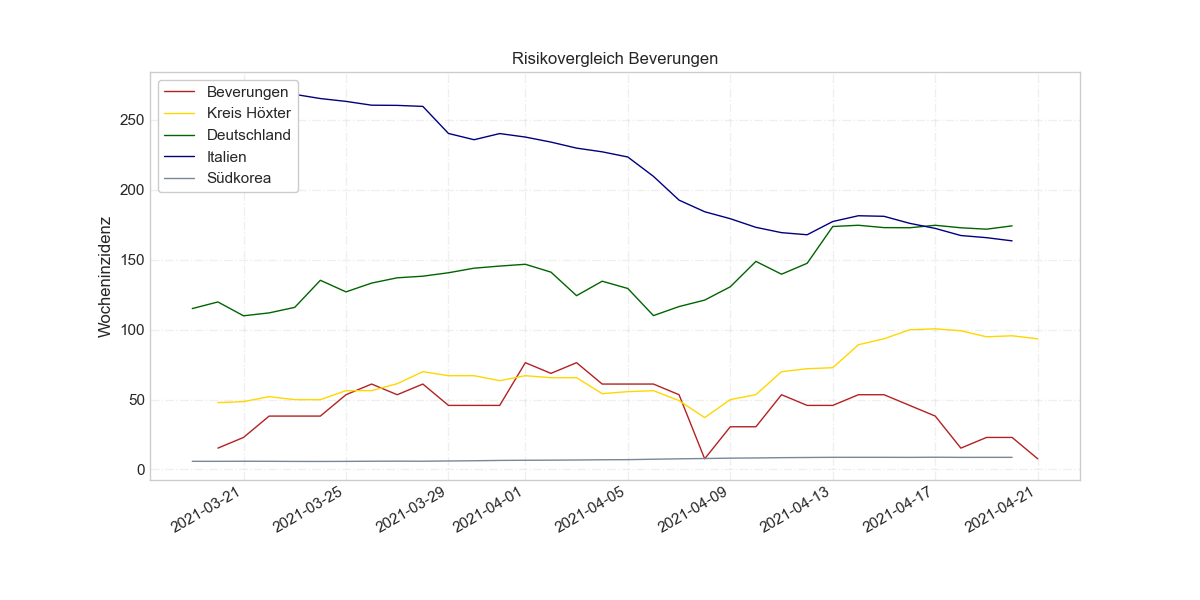 Risikovergleich Beverungen
Beverungen
Kreis Höxter
Deutschland
Italien
Südkorea
Wocheninzidenz
250
200
150
100
50
0
2021-03-21
2021-03-25
2021-03-29
2021-04-01
2021-04-05
2021-04-09
2021-04-13
2021-04-17
2021-04-21